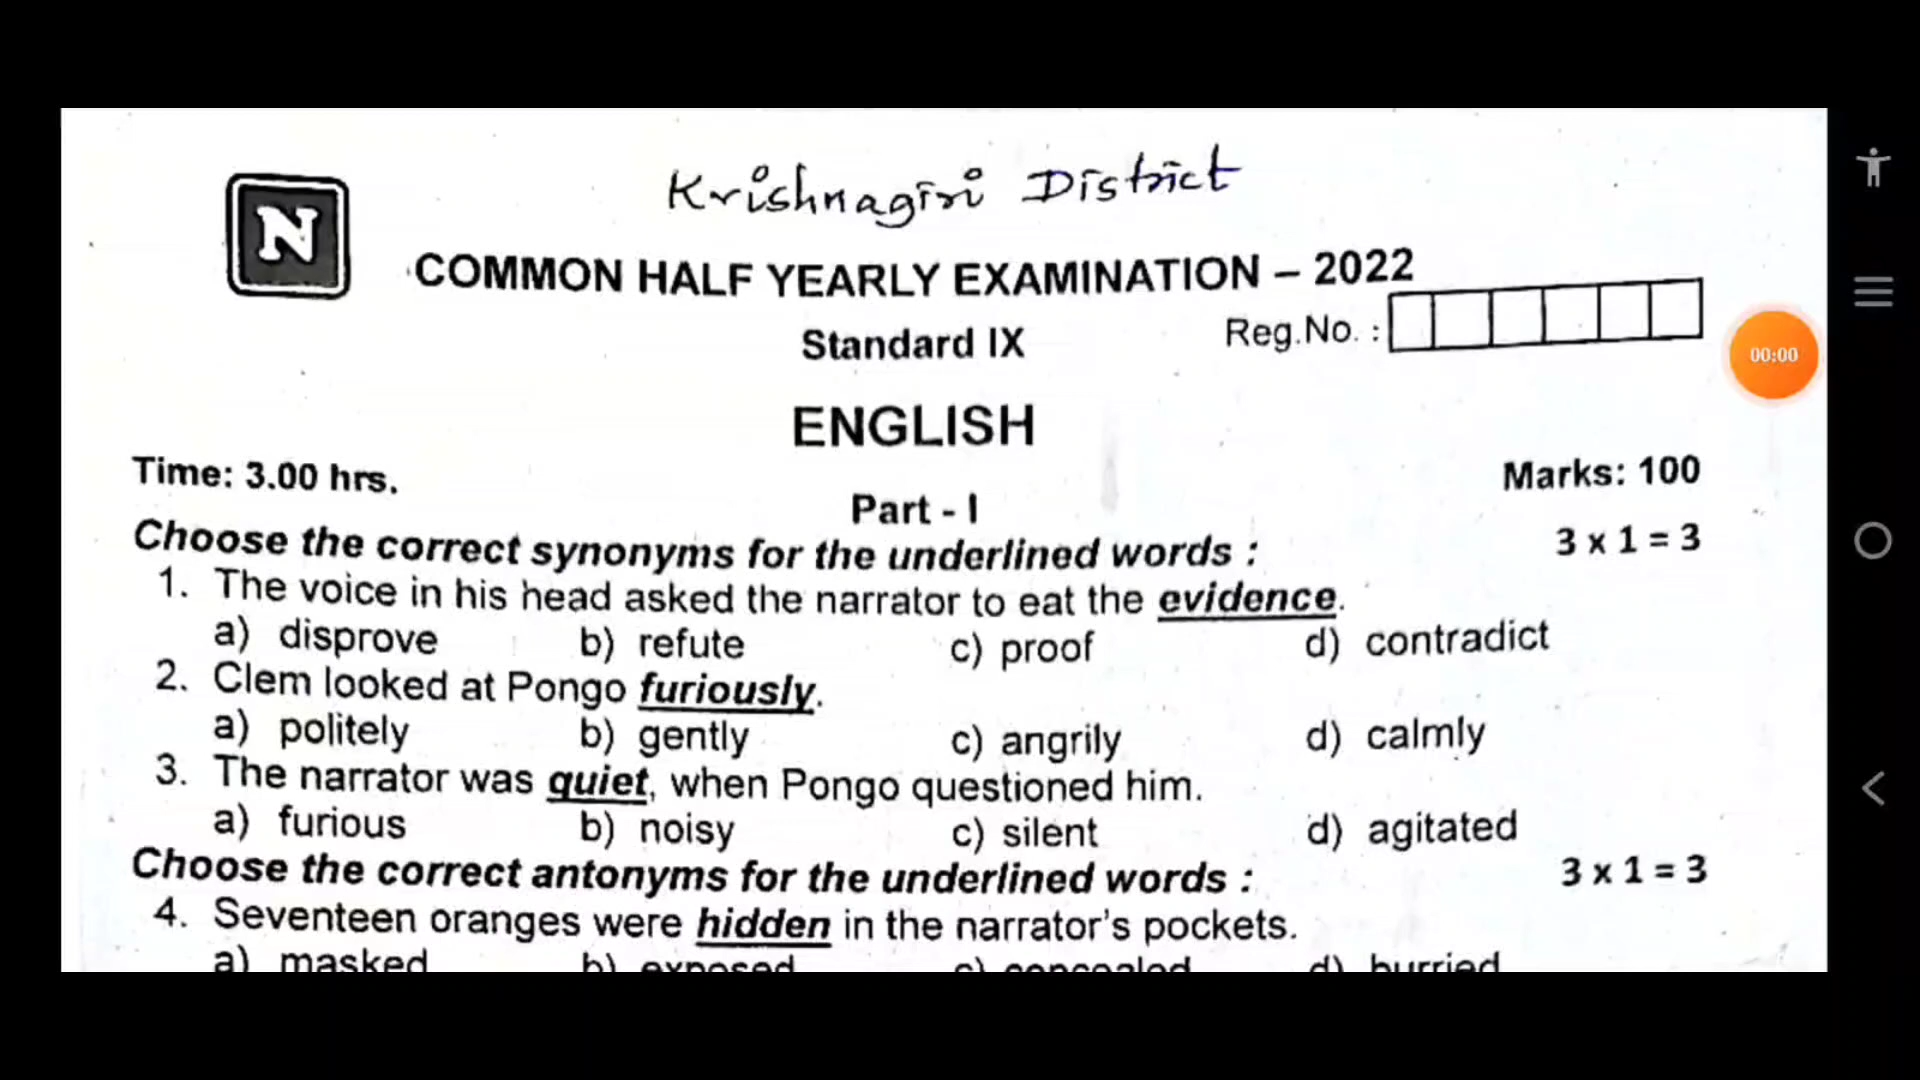 Krishnagiri District
N
COMMON HALF YEARLY EXAMINATION – 2022
Standard IX
Reg.No. :
00:00
ENGLISH
Time: 3.00 hrs.
Marks: 100
Part - I
Choose the correct synonyms for the underlined words : 3 x 1 = 3
1. The voice in his head asked the narrator to eat the evidence.
a) disprove b) refute c) proof d) contradict
2. Clem looked at Pongo furiously.
a) politely b) gently c) angrily d) calmly
3. The narrator was quiet, when Pongo questioned him.
a) furious b) noisy c) silent d) agitated
Choose the correct antonyms for the underlined words : 3 x 1 = 3
4. Seventeen oranges were hidden in the narrator's pockets.
a) masked b) exposed c) concealed d) hurried